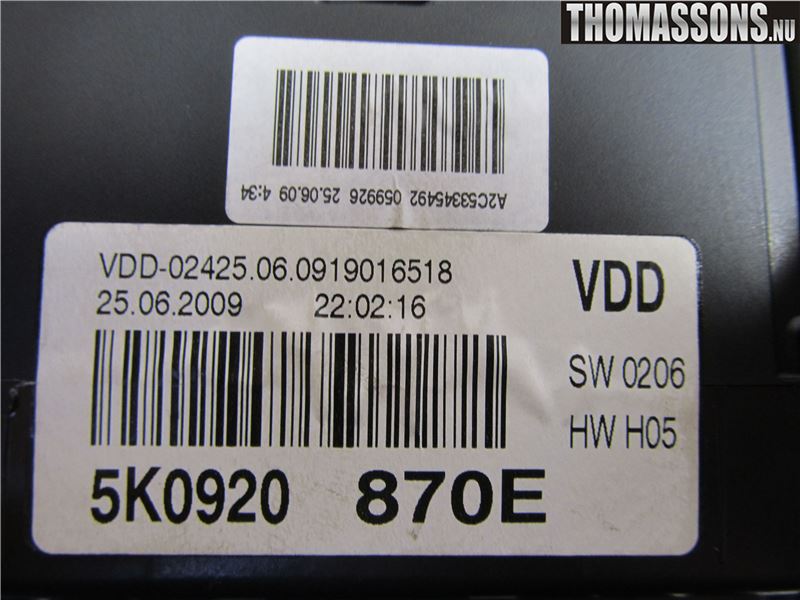 THOMASSONS.NU
A2C53345492 059926 25.06.09 4:34
VDD-02425.06.0919016518
25.06.2009 22:02:16
VDD
SW 0206
HW H05
5K0920 870E